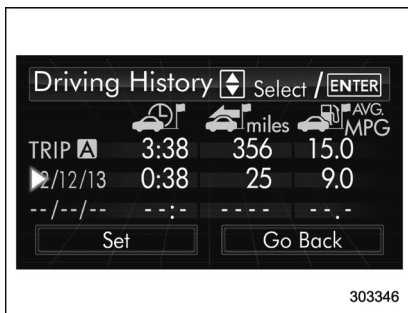 Driving History Select / ENTER
miles AVG. MPG
TRIP A 3:38 356 15.0
2/12/13 0:38 25 9.0
--/--/-- --:- ---- --.-
Set Go Back
303346